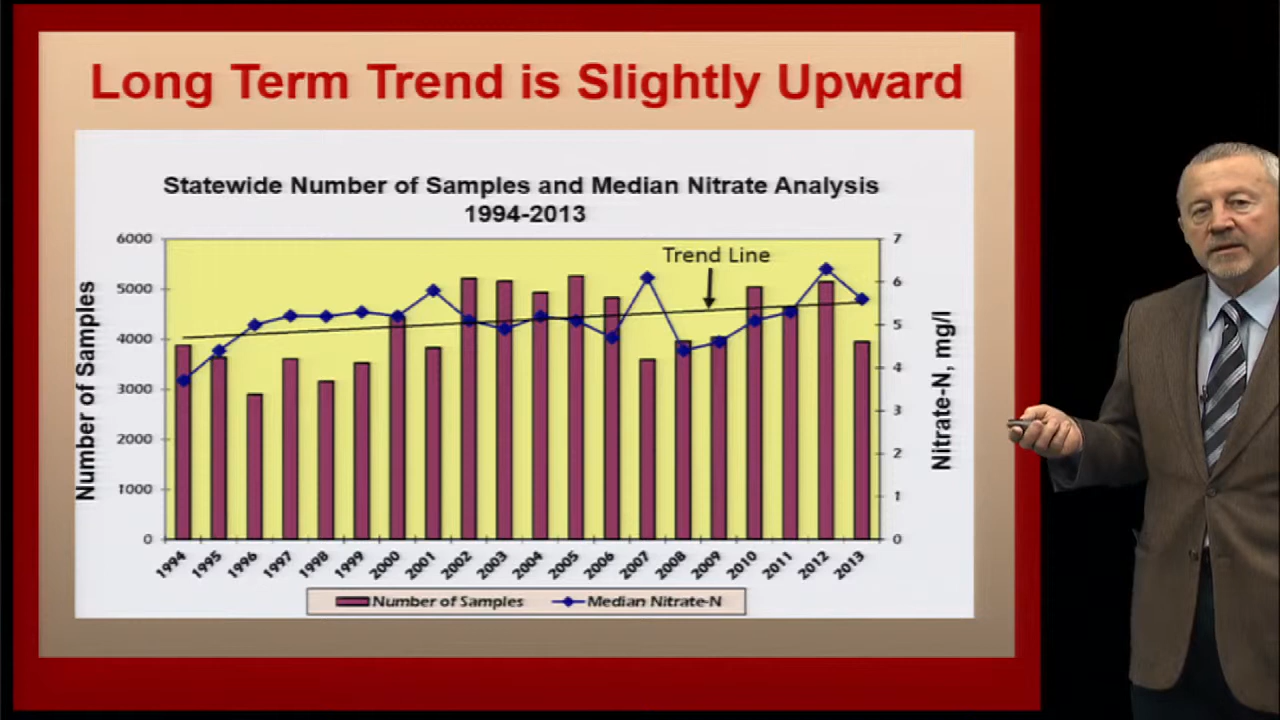 Long Term Trend is Slightly Upward
Statewide Number of Samples and Median Nitrate Analysis
1994-2013
Number of Samples
6000
5000
4000
3000
2000
1000
0
Trend Line
7
6
5
4
3
2
1
0
Nitrate-N, mg/l
1994 1995 1996 1997 1998 1999 2000 2001 2002 2003 2004 2005 2006 2007 2008 2009 2010 2011 2012 2013
Number of Samples Median Nitrate-N